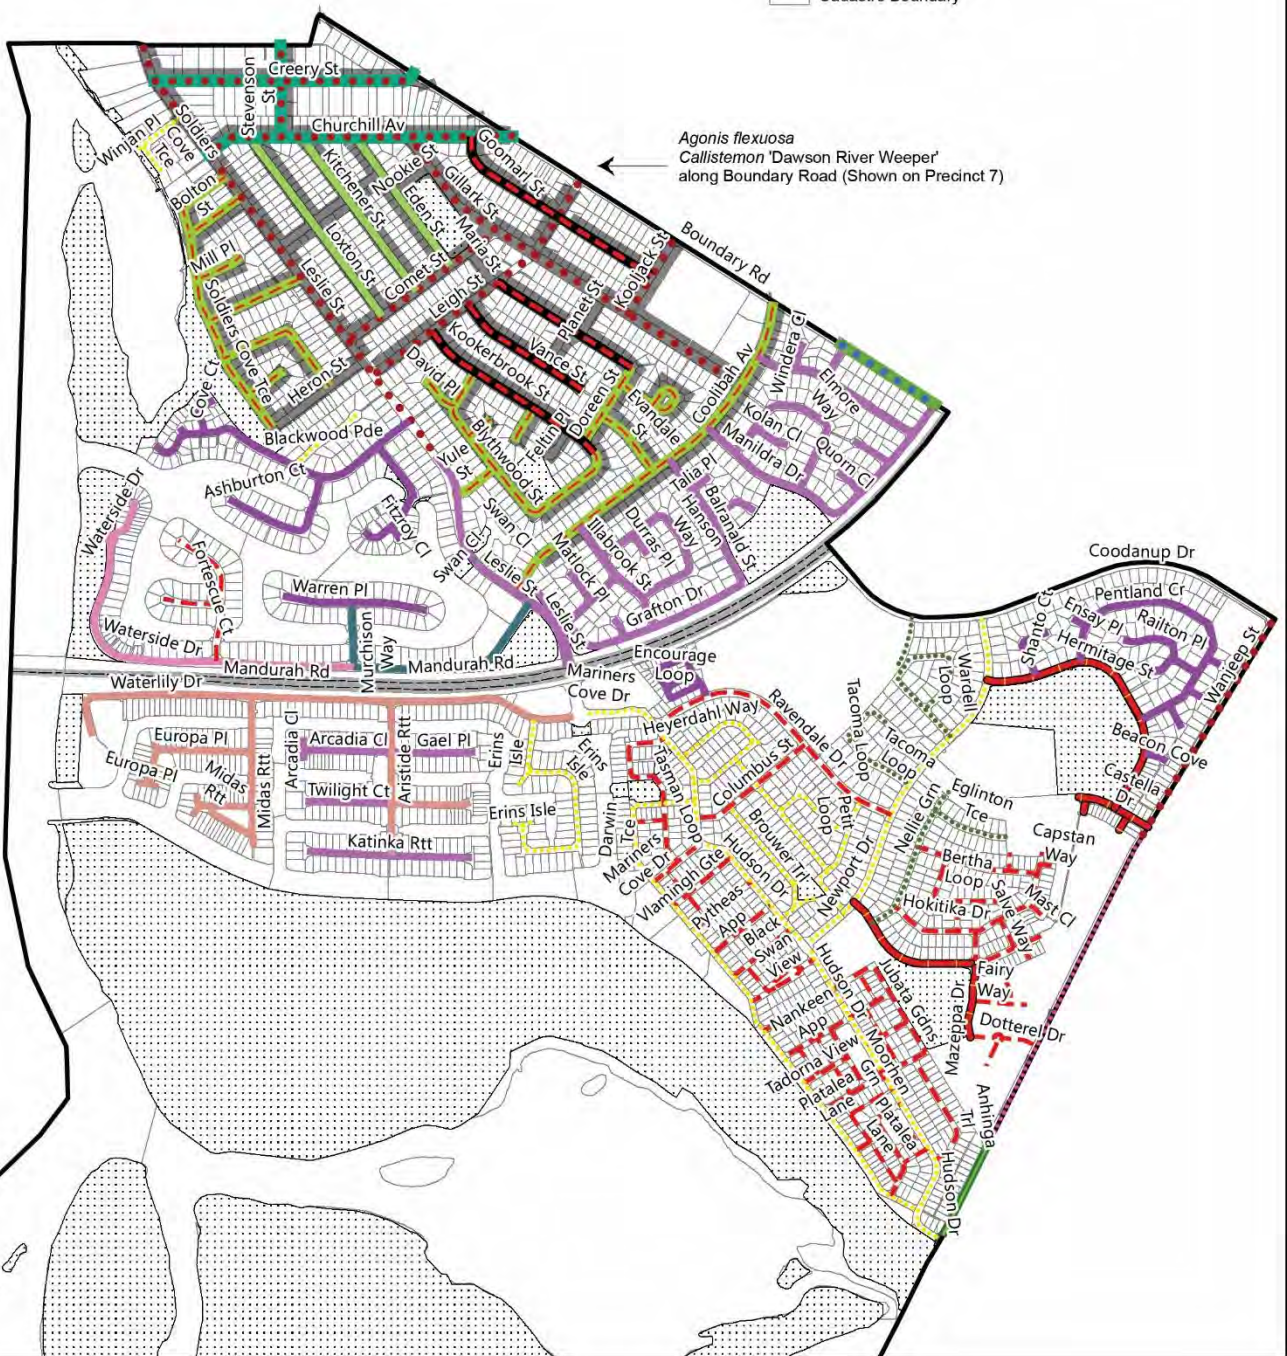 Cadastre Boundary
Creery St
Stevenson
St
Churchill Av
Soldiers
Cove
Tce
Winjan Pl
Kitchener St
Nookie St
Goomarl St
Agonis flexuosa
Callistemon 'Dawson River Weeper'
along Boundary Road (Shown on Precinct 7)
Bolton
St
Eden St
Gillark St
Maria St
Boundary Rd
Mill Pl
Loxton St
Comet St
Leslie St
Leigh St
Planet St
Kooljack St
Soldiers Cove Tce
Kookerbrook St
Vance St
Windera Cl
Elmore
Way
Heron St
David Pl
Doreen St
Evandale
St
Coolibah Av
Kolan Cl
Quorn Cl
Cove Ct
Blackwood Pde
Feltin Pl
Manildra Dr
Yule
St
Blythwood St
Talia Pl
Ashburton Ct
Waterside Dr
Fitzroy Cl
Swan Cl
Durras Pl
Hanson
Way
Balranald St
Illabrook St
Fortescue Ct
Swan Cl
Leslie St
Matlock Pl
Coodanup Dr
Warren Pl
Leslie St
Grafton Dr
Pentland Cr
Ensay Pl
Railton Pl
Shanto Ct
Hermitage St
Waterside Dr
Murchison
Way
Mandurah Rd
Mandurah Rd
Encourage
Loop
Wardell
Loop
Wanjeep St
Waterlily Dr
Mariners
Cove Dr
Heyerdahl Way
Ravendale Dr
Tacoma Loop
Tacoma
Loop
Beacon Cove
Europa Pl
Arcadia Cl
Arcadia Cl
Gael Pl
Aristide Rtt
Erins
Isle
Erins
Isle
Tasman Loop
Columbus St
Europa Pl
Midas
Rtt
Midas Rtt
Twilight Ct
Castella
Dr
Erins Isle
Darwin
Tce
Petit
Loop
Nellie Grn
Eglinton
Tce
Capstan
Way
Katinka Rtt
Mariners
Cove Dr
Hudson Dr
Brouwer Trl
Newport Dr
Bertha
Loop
Vlamingh Gte
Hokitika Dr
Salve Way
Mast Cl
Pytheas
App
Black
Swan
View
Hudson Dr
Jubata Gdns
Fairy
Way
Nankeen
App
Mazeppa Dr
Dotterel Dr
Tadorna View
Moorhen
Grn
Platalea
Lane
Platalea
Lane
Anhinga
Trl
Hudson Dr